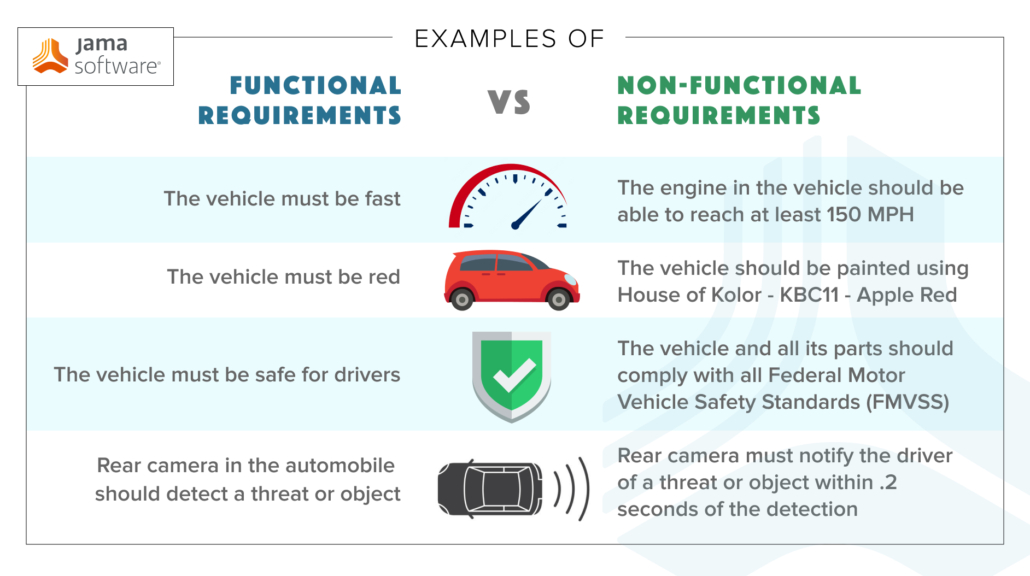 jama
software®
EXAMPLES OF
FUNCTIONAL
REQUIREMENTS
VS
NON-FUNCTIONAL
REQUIREMENTS
The vehicle must be fast
The engine in the vehicle should be
able to reach at least 150 MPH
The vehicle must be red
The vehicle should be painted using
House of Kolor - KBC11 - Apple Red
The vehicle must be safe for drivers
The vehicle and all its parts should
comply with all Federal Motor
Vehicle Safety Standards (FMVSS)
Rear camera in the automobile
should detect a threat or object
Rear camera must notify the driver
of a threat or object within .2
seconds of the detection